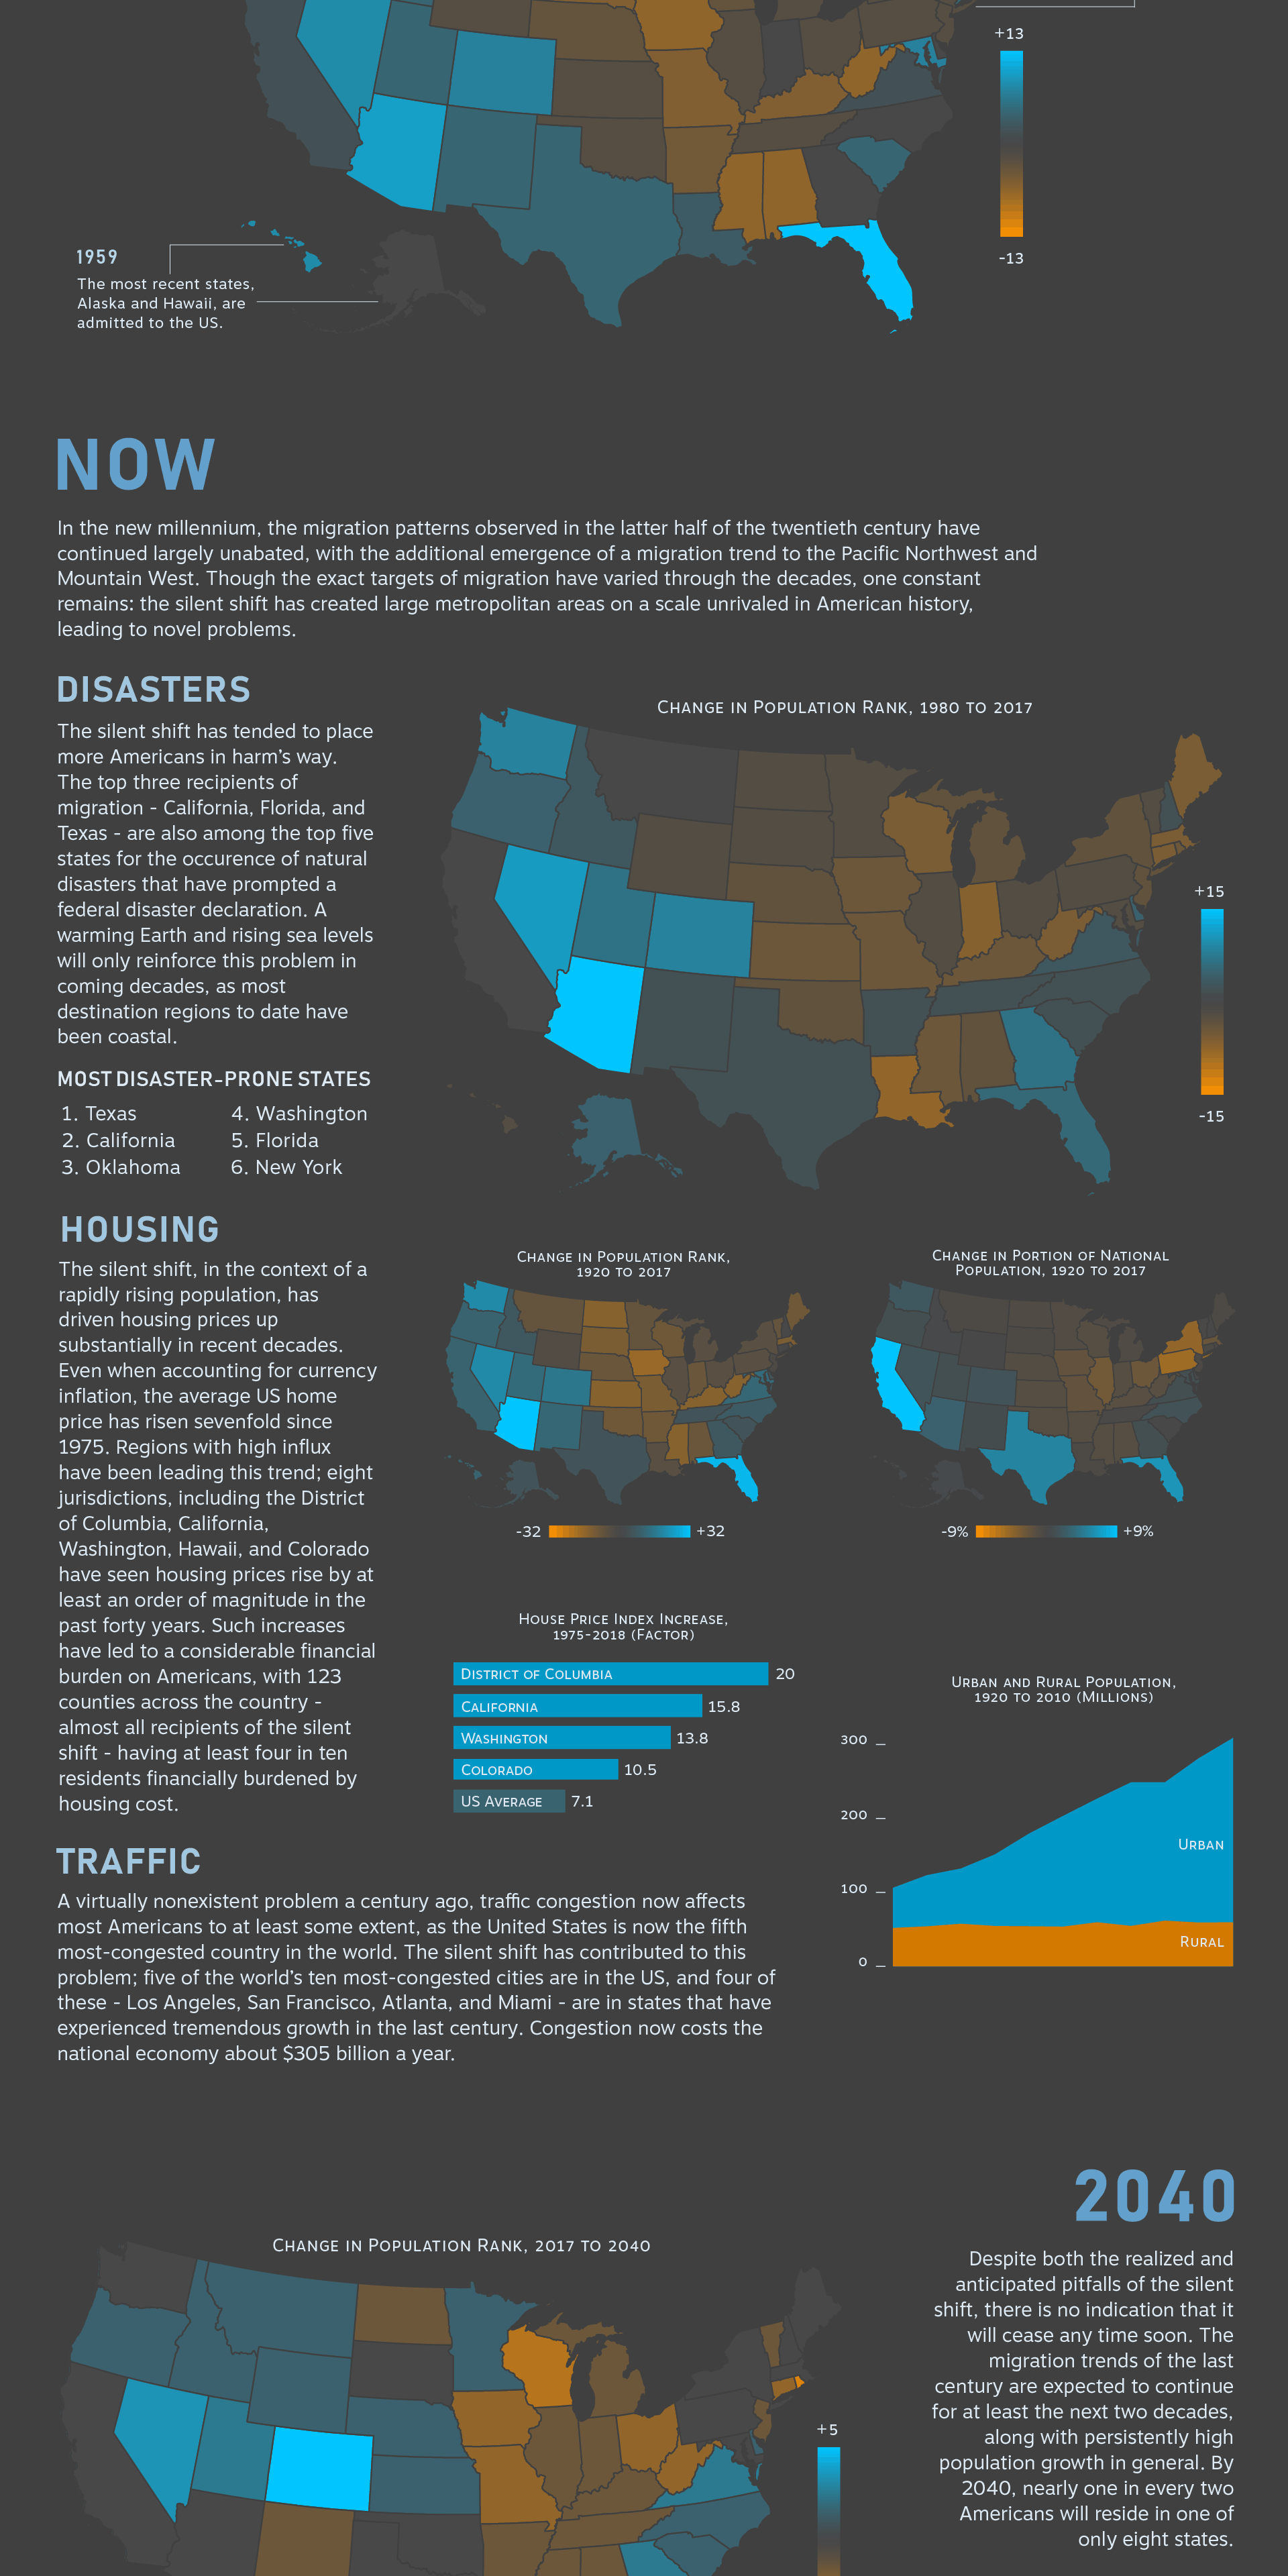 +13
-13
1959
The most recent states,
Alaska and Hawaii, are
admitted to the US.
NOW
In the new millennium, the migration patterns observed in the latter half of the twentieth century have
continued largely unabated, with the additional emergence of a migration trend to the Pacific Northwest and
Mountain West. Though the exact targets of migration have varied through the decades, one constant
remains: the silent shift has created large metropolitan areas on a scale unrivaled in American history,
leading to novel problems.
DISASTERS
The silent shift has tended to place
more Americans in harm's way.
The top three recipients of
migration - California, Florida, and
Texas - are also among the top five
states for the occurence of natural
disasters that have prompted a
federal disaster declaration. A
warming Earth and rising sea levels
will only reinforce this problem in
coming decades, as most
destination regions to date have
been coastal.
MOST DISASTER-PRONE STATES
1. Texas
2. California
3. Oklahoma
4. Washington
5. Florida
6. New York
CHANGE IN POPULATION RANK, 1980 TO 2017
+15
-15
HOUSING
The silent shift, in the context of a
rapidly rising population, has
driven housing prices up
substantially in recent decades.
Even when accounting for currency
inflation, the average US home
price has risen sevenfold since
1975. Regions with high influx
have been leading this trend; eight
jurisdictions, including the District
of Columbia, California,
Washington, Hawaii, and Colorado
have seen housing prices rise by at
least an order of magnitude in the
past forty years. Such increases
have led to a considerable financial
burden on Americans, with 123
counties across the country -
almost all recipients of the silent
shift - having at least four in ten
residents financially burdened by
housing cost.
CHANGE IN POPULATION RANK,
1920 TO 2017
-32
+32
CHANGE IN PORTION OF NATIONAL
POPULATION, 1920 TO 2017
-9%
+9%
HOUSE PRICE INDEX INCREASE,
1975-2018 (FACTOR)
DISTRICT OF COLUMBIA 20
CALIFORNIA 15.8
WASHINGTON 13.8
COLORADO 10.5
US AVERAGE 7.1
URBAN AND RURAL POPULATION,
1920 TO 2010 (MILLIONS)
300
200
100
0
URBAN
RURAL
TRAFFIC
A virtually nonexistent problem a century ago, traffic congestion now affects
most Americans to at least some extent, as the United States is now the fifth
most-congested country in the world. The silent shift has contributed to this
problem; five of the world's ten most-congested cities are in the US, and four of
these - Los Angeles, San Francisco, Atlanta, and Miami - are in states that have
experienced tremendous growth in the last century. Congestion now costs the
national economy about $305 billion a year.
2040
Despite both the realized and
anticipated pitfalls of the silent
shift, there is no indication that it
will cease any time soon. The
migration trends of the last
century are expected to continue
for at least the next two decades,
along with persistently high
population growth in general. By
2040, nearly one in every two
Americans will reside in one of
only eight states.
CHANGE IN POPULATION RANK, 2017 TO 2040
+5